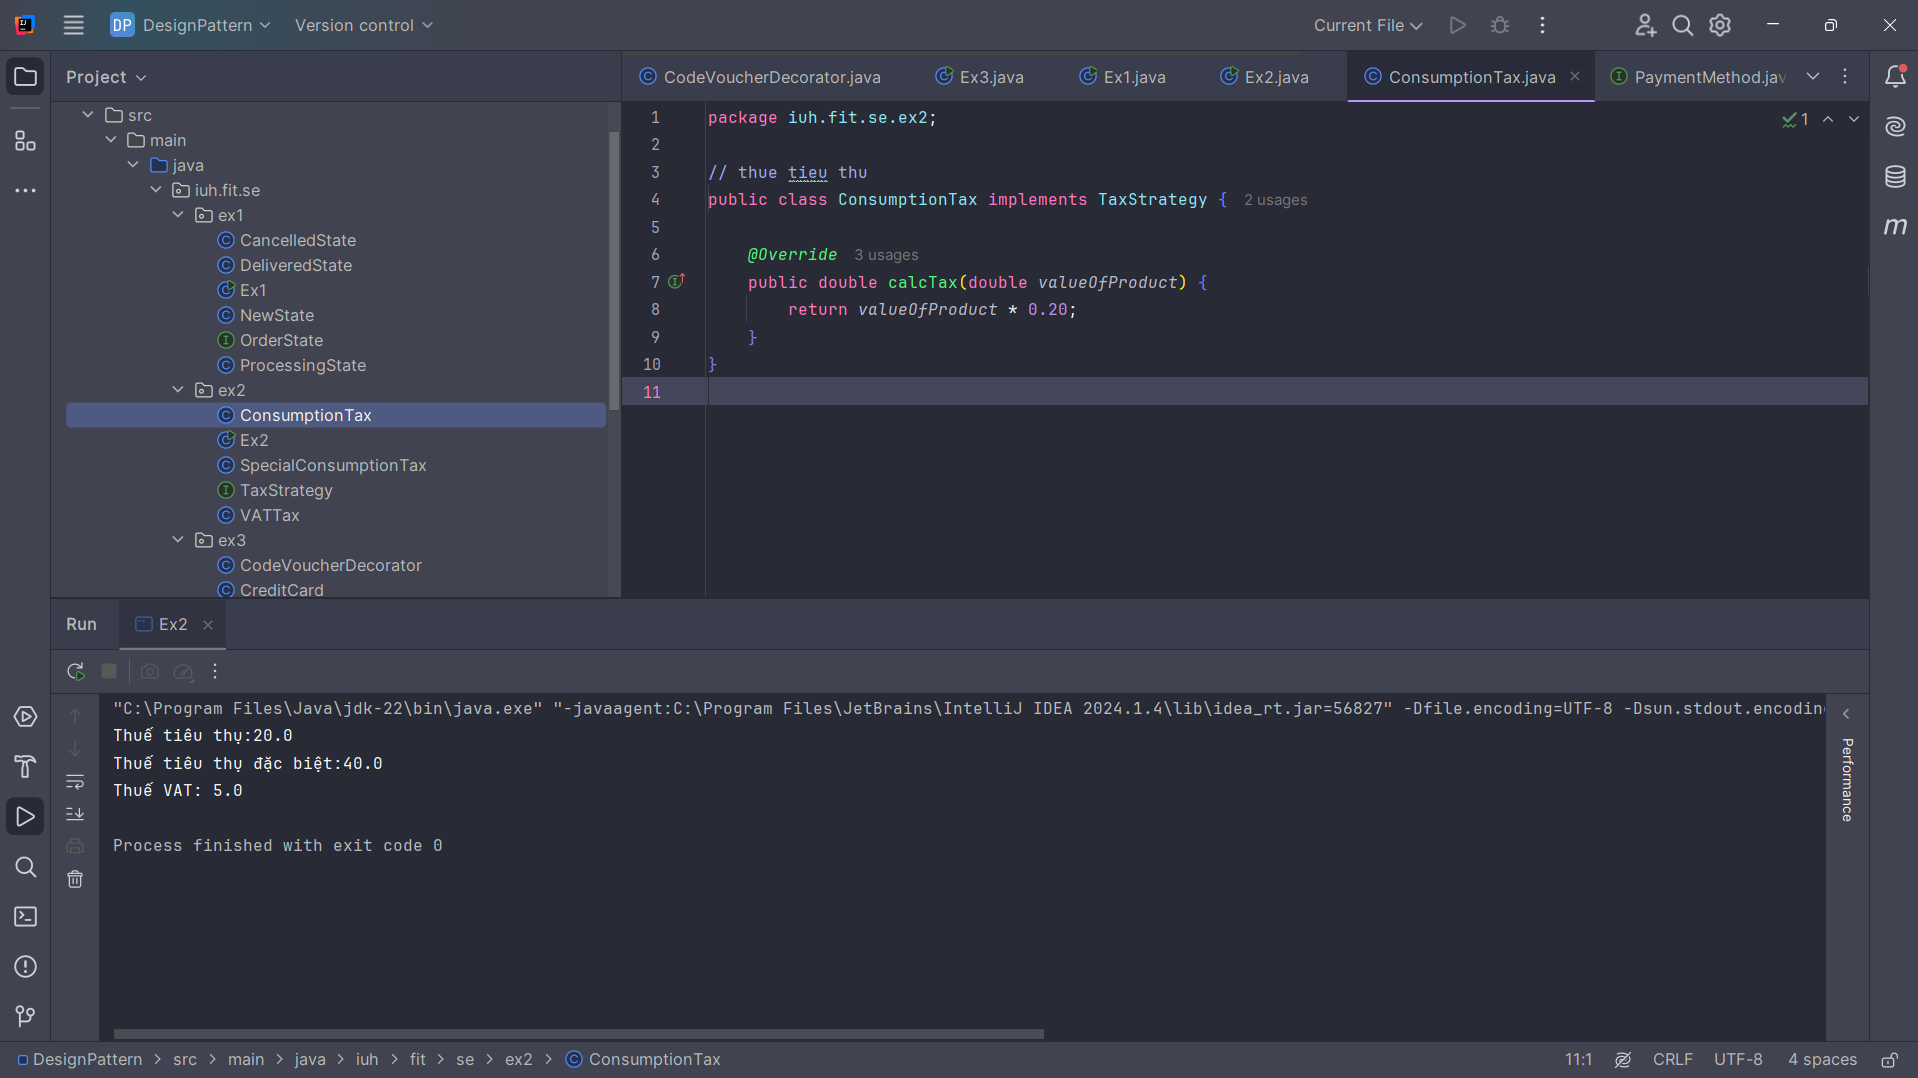 DP DesignPattern Version control Current File
Project
src
main
java
iuh.fit.se
ex1
CancelledState
DeliveredState
Ex1
NewState
OrderState
ProcessingState
ex2
ConsumptionTax
Ex2
SpecialConsumptionTax
TaxStrategy
VATTax
ex3
CodeVoucherDecorator
CreditCard
CodeVoucherDecorator.java Ex3.java Ex1.java Ex2.java ConsumptionTax.java PaymentMethod.jav
1 package iuh.fit.se.ex2; 1
2
3 // thue tieu thu
4 public class ConsumptionTax implements TaxStrategy { 2 usages
5
6 @Override 3 usages
7 public double calcTax(double valueOfProduct) {
8 return valueOfProduct * 0.20;
9 }
10 }
11
m
Run Ex2
"C:\Program Files\Java\jdk-22\bin\java.exe" "-javaagent:C:\Program Files\JetBrains\IntelliJ IDEA 2024.1.4\lib\idea_rt.jar=56827" -Dfile.encoding=UTF-8 -Dsun.stdout.encodin
Thuế tiêu thụ:20.0
Thuế tiêu thụ đặc biệt:40.0
Thuế VAT: 5.0
Process finished with exit code 0
Performance
DesignPattern > src > main > java > iuh > fit > se > ex2 > ConsumptionTax 11:1 CRLF UTF-8 4 spaces